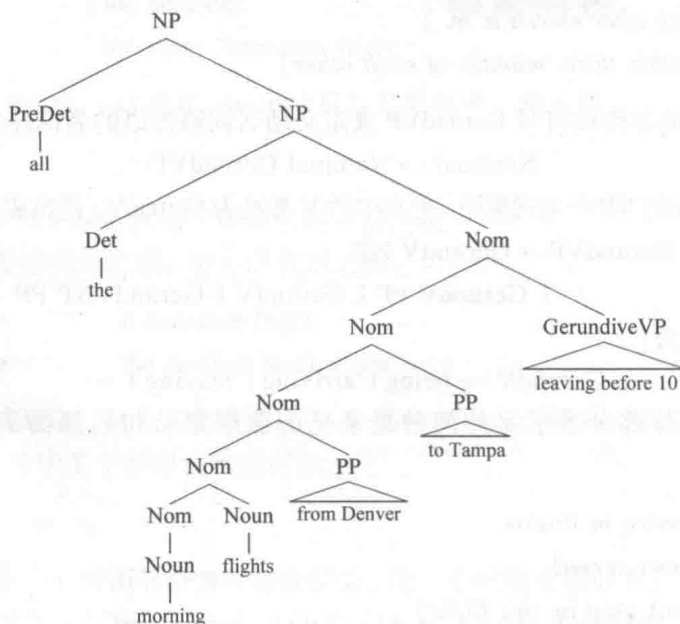 NP
PreDet NP
all
Det Nom
the
Nom GerundiveVP
leaving before 10
Nom PP
to Tampa
Nom PP
from Denver
Nom Noun
Noun flights
morning